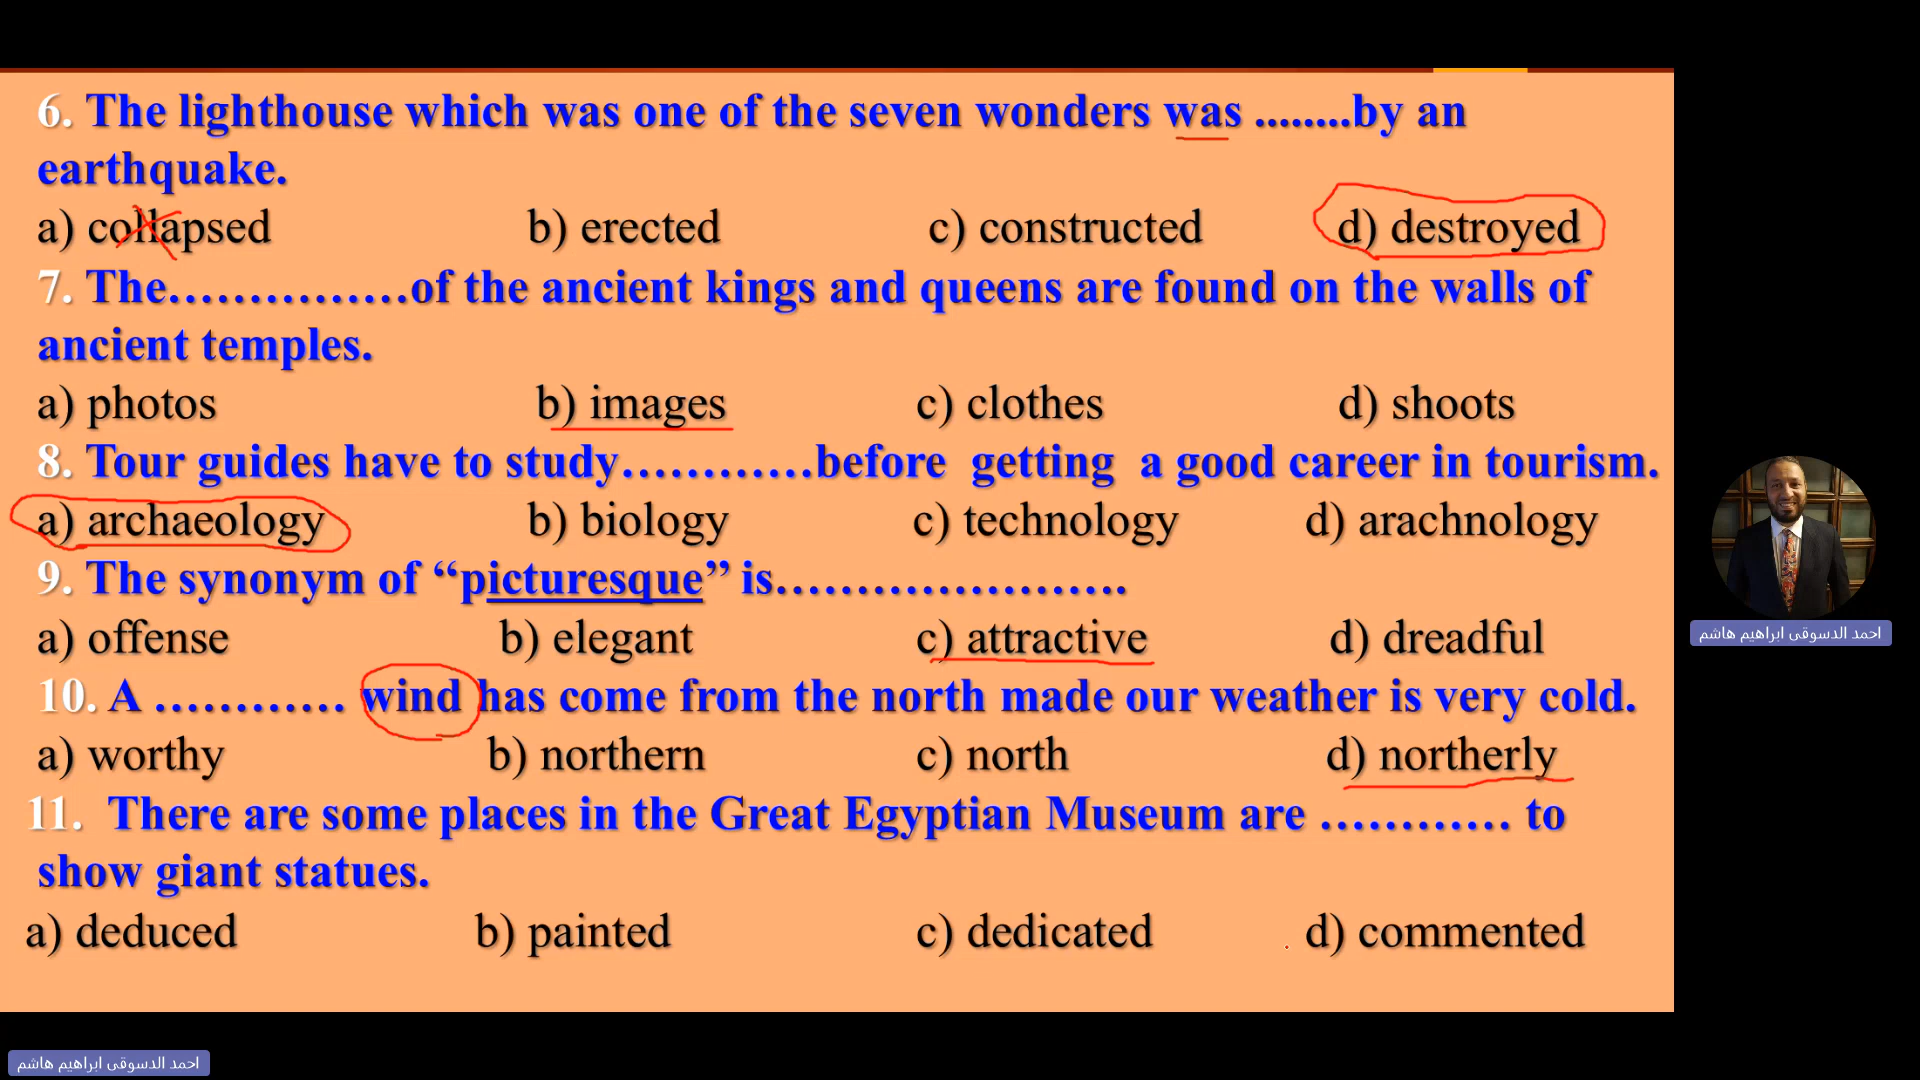 6. The lighthouse which was one of the seven wonders was ........by an
earthquake.
a) collapsed b) erected c) constructed d) destroyed
7. The……………of the ancient kings and queens are found on the walls of
ancient temples.
a) photos b) images c) clothes d) shoots
8. Tour guides have to study…………before getting a good career in tourism.
a) archaeology b) biology c) technology d) arachnology
9. The synonym of “picturesque” is………………….
a) offense b) elegant c) attractive d) dreadful
10. A ………… wind has come from the north made our weather is very cold.
a) worthy b) northern c) north d) northerly
11. There are some places in the Great Egyptian Museum are ………… to
show giant statues.
a) deduced b) painted c) dedicated d) commented
احمد الدسوقى ابراهيم هاشم
احمد الدسوقى ابراهيم هاشم